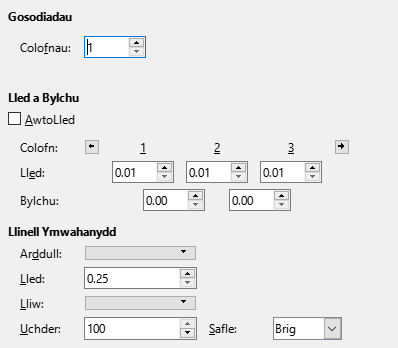 Gosodiadau
Colofnau: 1
Lled a Bylchu
AwtoLled
Colofn: 1 2 3
Lled: 0.01 0.01 0.01
Bylchu: 0.00 0.00
Llinell Ymwahanydd
Arddull:
Lled: 0.25
Lliw:
Uchder: 100 Safle: Brig